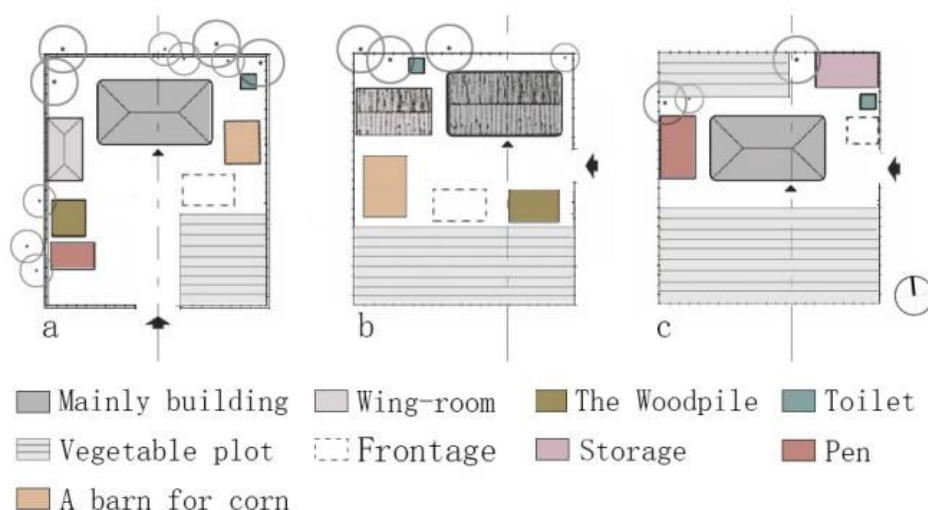 a
b
c
Mainly building
Wing-room
The Woodpile
Toilet
Vegetable plot
Frontage
Storage
Pen
A barn for corn